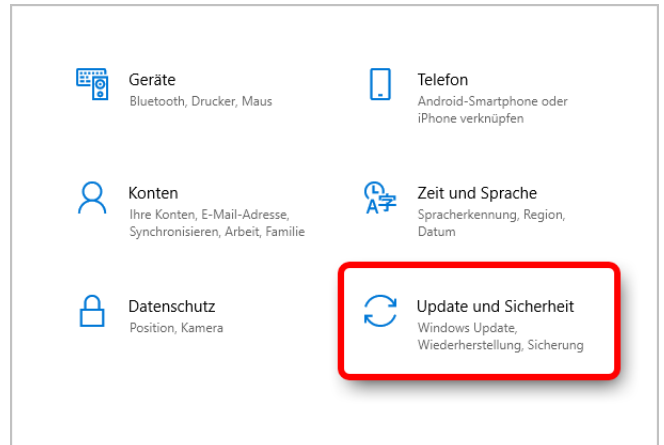 Geräte
Bluetooth, Drucker, Maus
Telefon
Android-Smartphone oder
iPhone verknüpfen
Konten
Ihre Konten, E-Mail-Adresse,
Synchronisieren, Arbeit, Familie
Zeit und Sprache
Spracherkennung, Region,
Datum
Datenschutz
Position, Kamera
Update und Sicherheit
Windows Update,
Wiederherstellung, Sicherung